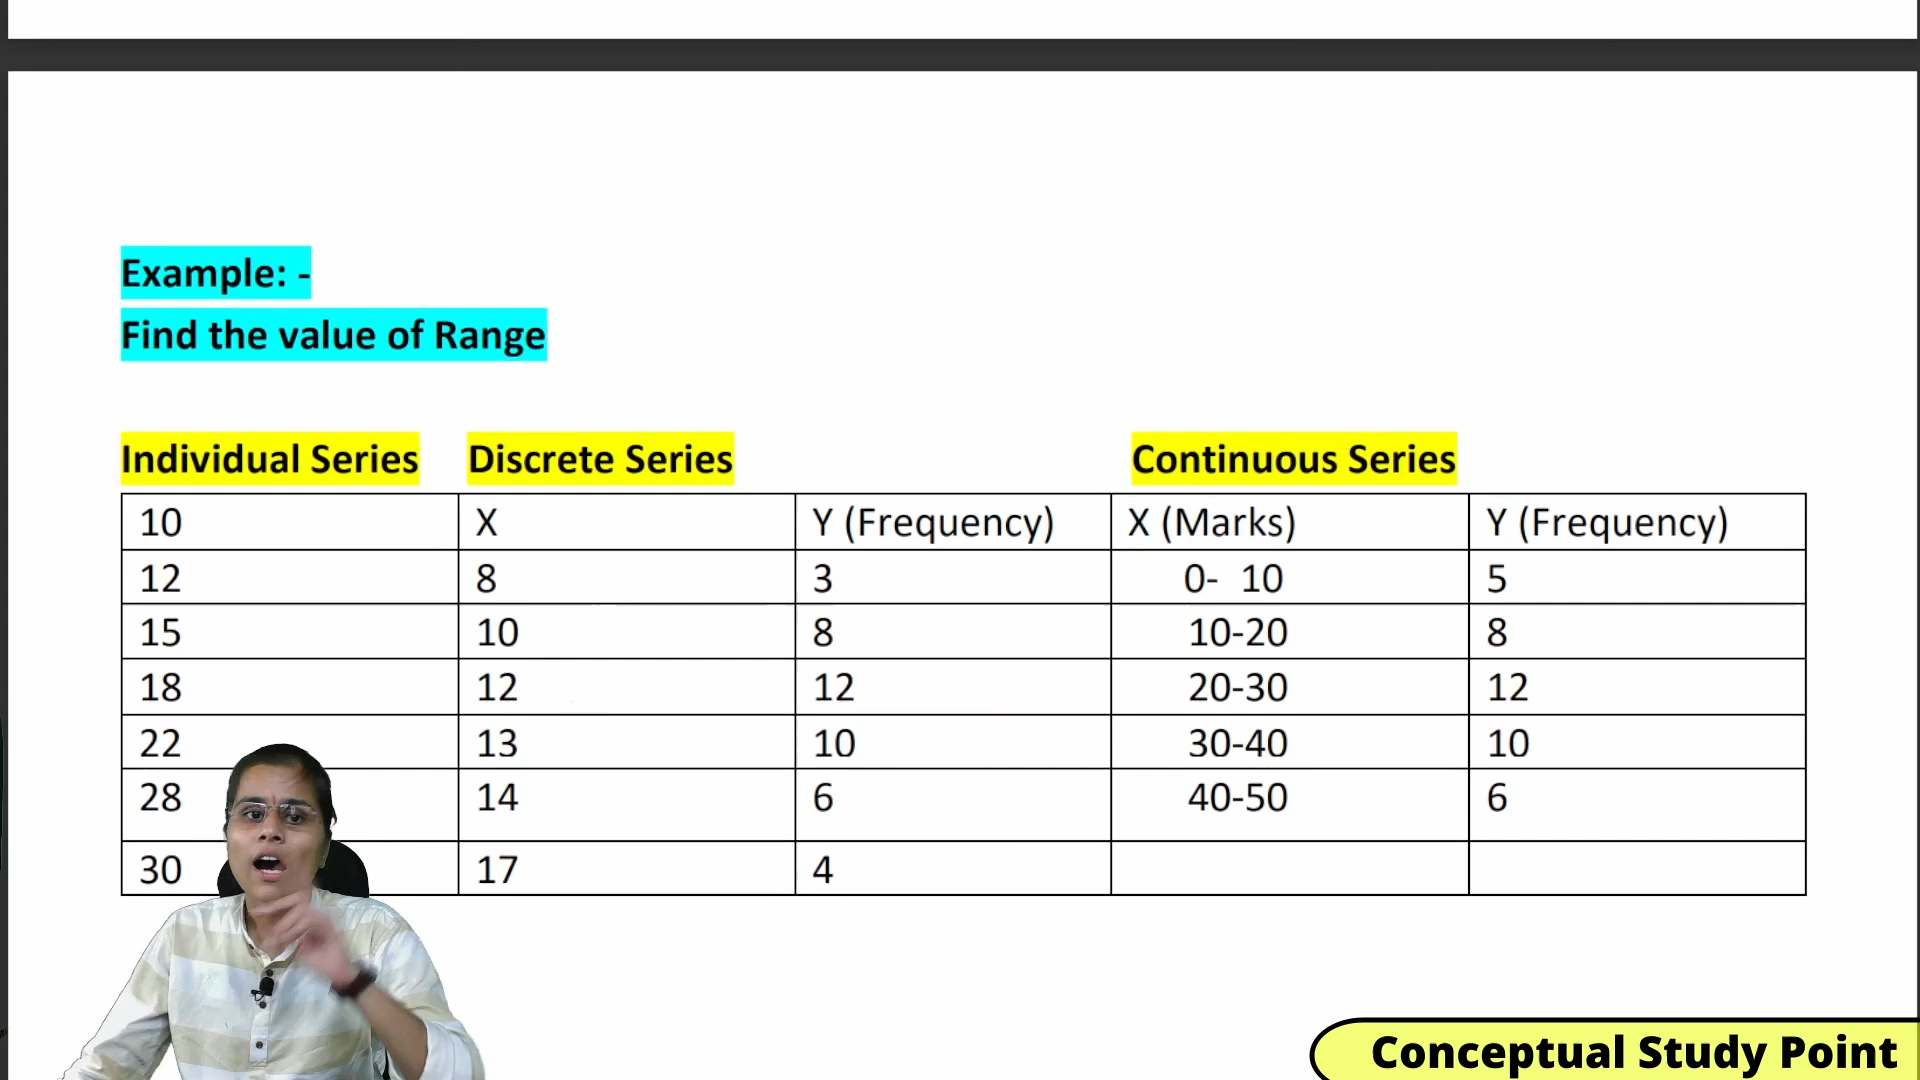 Example: -
Find the value of Range
Individual Series Discrete Series Continuous Series
10 X Y (Frequency) X (Marks) Y (Frequency)
12 8 3 0- 10 5
15 10 8 10-20 8
18 12 12 20-30 12
22 13 10 30-40 10
28 14 6 40-50 6
30 17 4
Conceptual Study Point